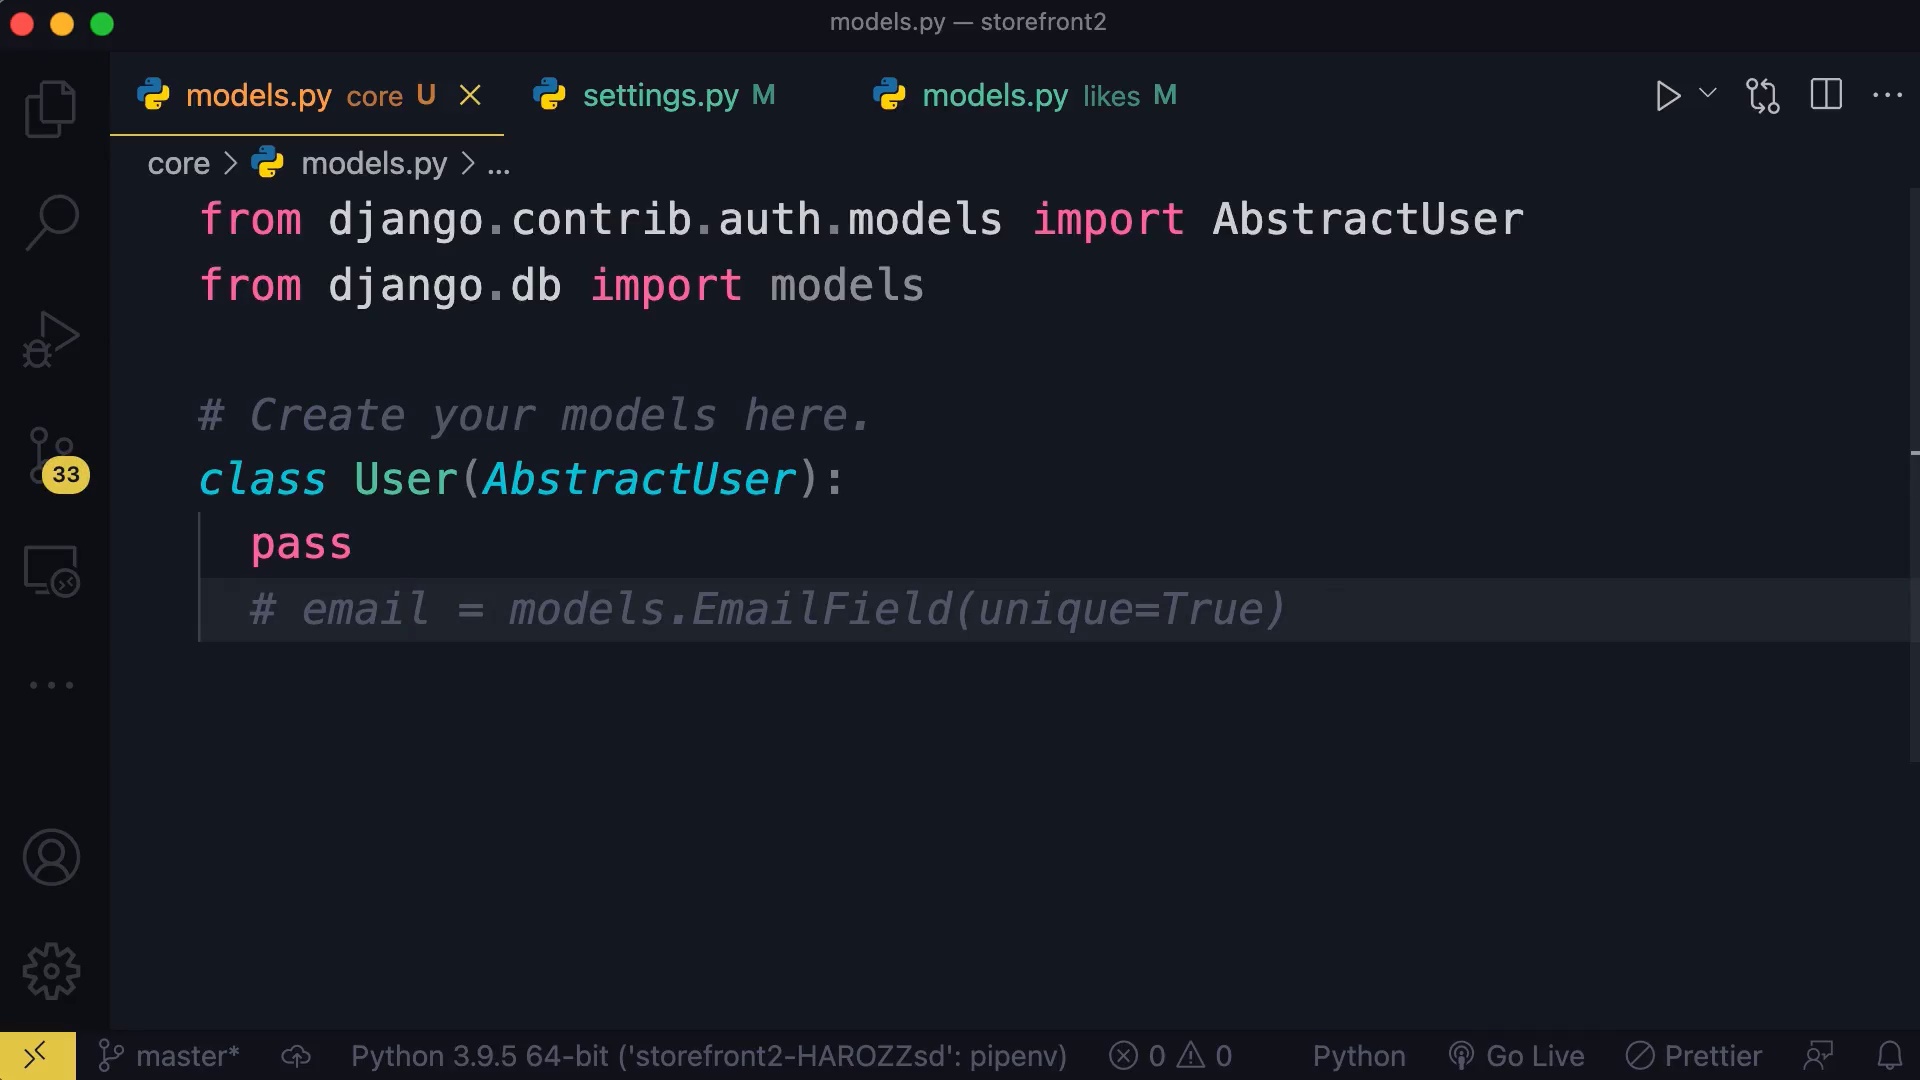 models.py — storefront2
models.py core U settings.py M models.py likes M
core > models.py > ...
from django.contrib.auth.models import AbstractUser
from django.db import models
# Create your models here.
class User(AbstractUser):
pass
# email = models.EmailField(unique=True)
33
master* Python 3.9.5 64-bit ('storefront2-HAROZZsd': pipenv) 0 0 Python Go Live Prettier